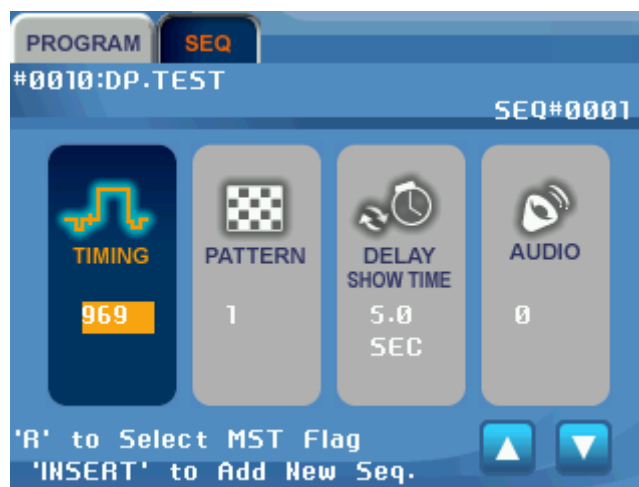 PROGRAM SEQ
#0010:DP.TEST
SEQ#0001
TIMING PATTERN DELAY SHOW TIME AUDIO
969 1 5.0 SEC 0
'R' to Select MST Flag
'INSERT' to Add New Seq.